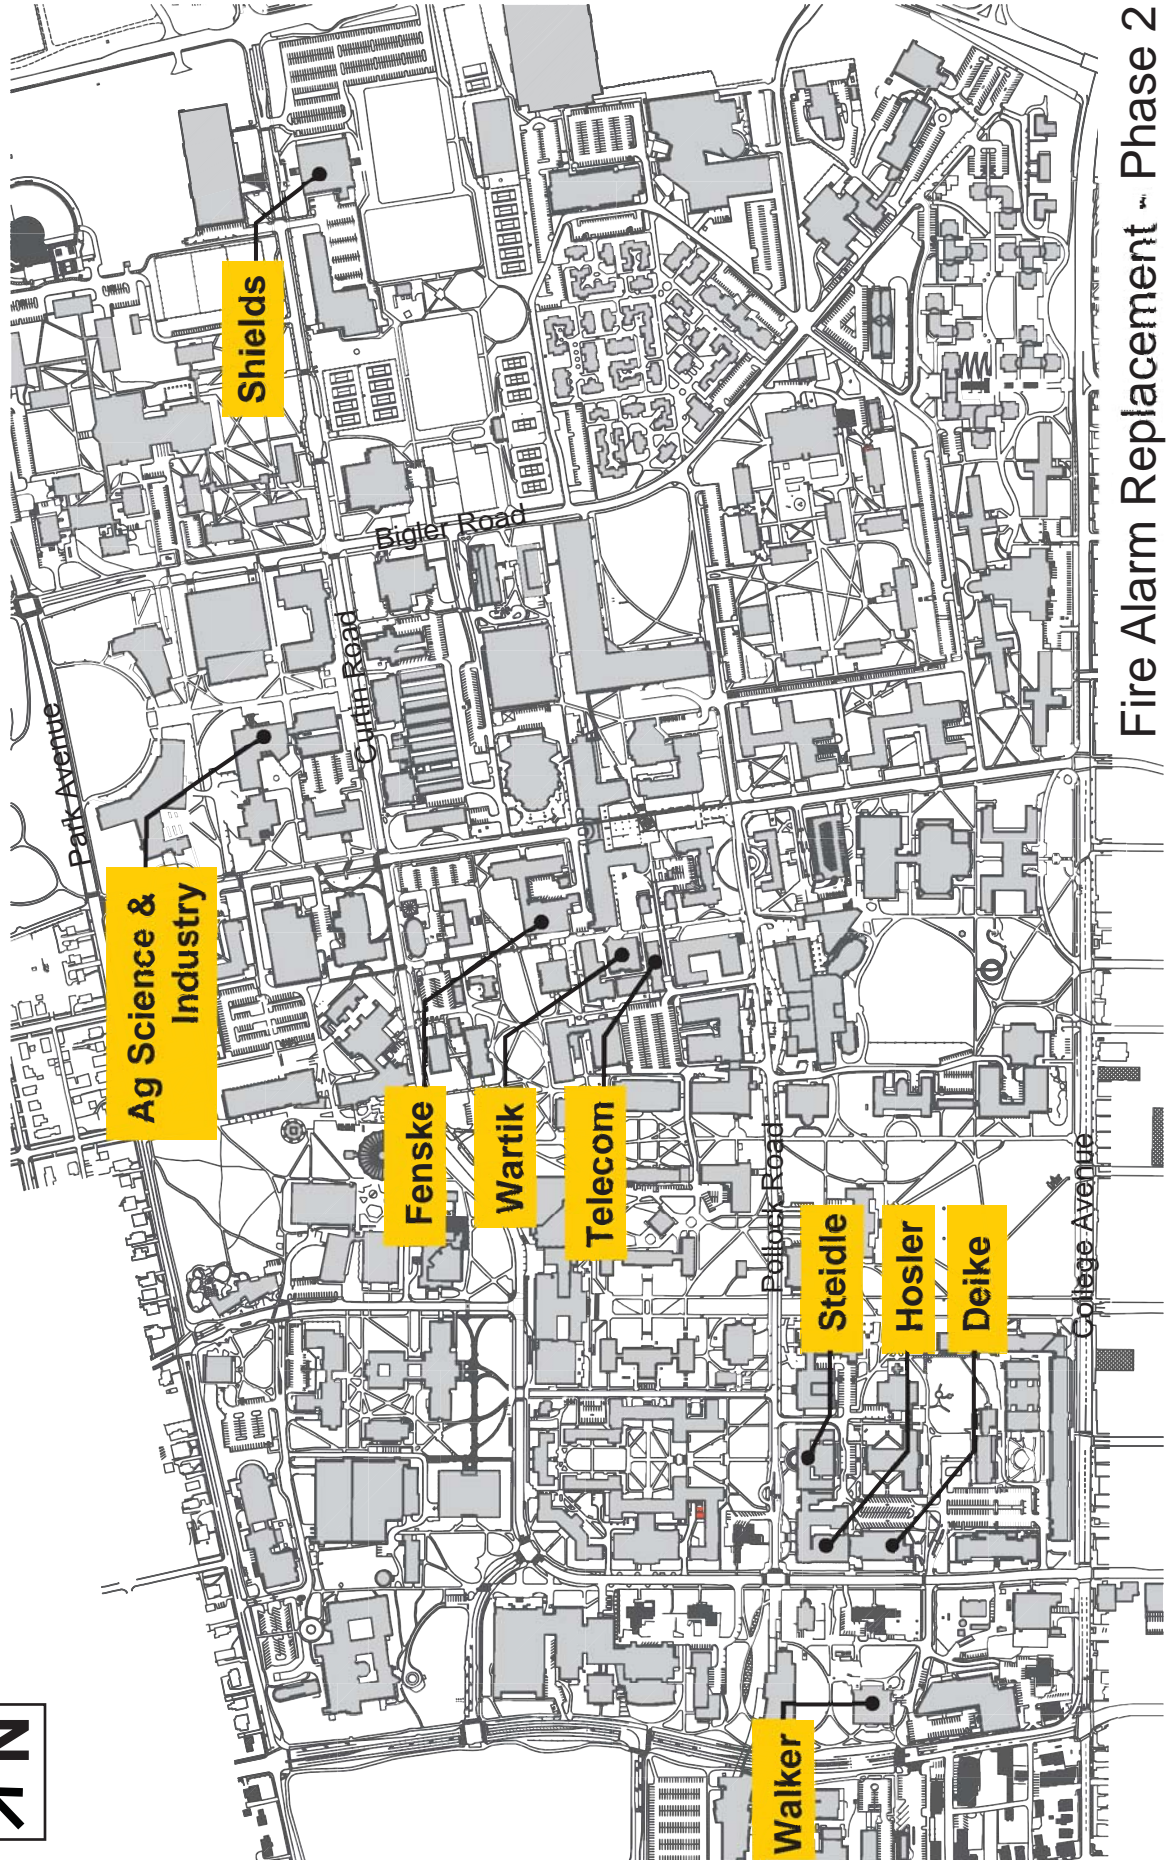 Park Avenue
Shields
Bigler Road
Curtin Road
Ag Science &
Industry
Fenske
Wartik
Telecom
Pollock Road
Steidle
Hosler
Deike
College Avenue
Walker
N
Fire Alarm Replacement - Phase 2